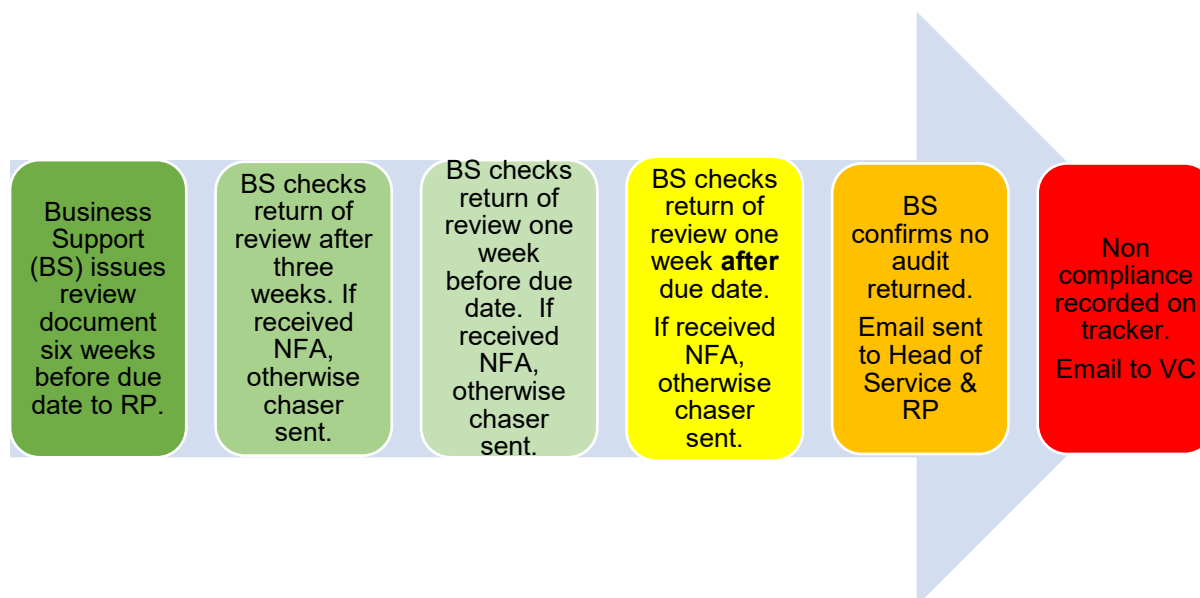 Business
Support
(BS) issues
review
document
six weeks
before due
date to RP.
BS checks
return of
review after
three
weeks. If
received
NFA,
otherwise
chaser
sent.
BS checks
return of
review one
week
before due
date.  If
received
NFA,
otherwise
chaser
sent.
BS checks
return of
review one
week after
due date.
If received
NFA,
otherwise
chaser
sent.
BS
confirms no
audit
returned.
Email sent
to Head of
Service &
RP
Non
compliance
recorded on
tracker.
Email to VC